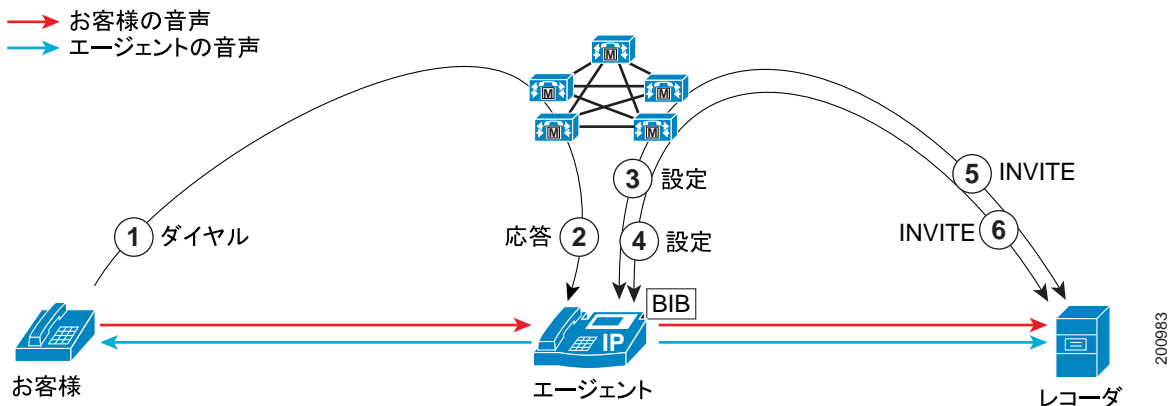 お客様の音声
エージェントの音声
M
M
M
M
M
3 設定
5 INVITE
1 ダイヤル
応答 2
4 設定
INVITE 6
BIB
IP
お客様
エージェント
レコーダ
200983